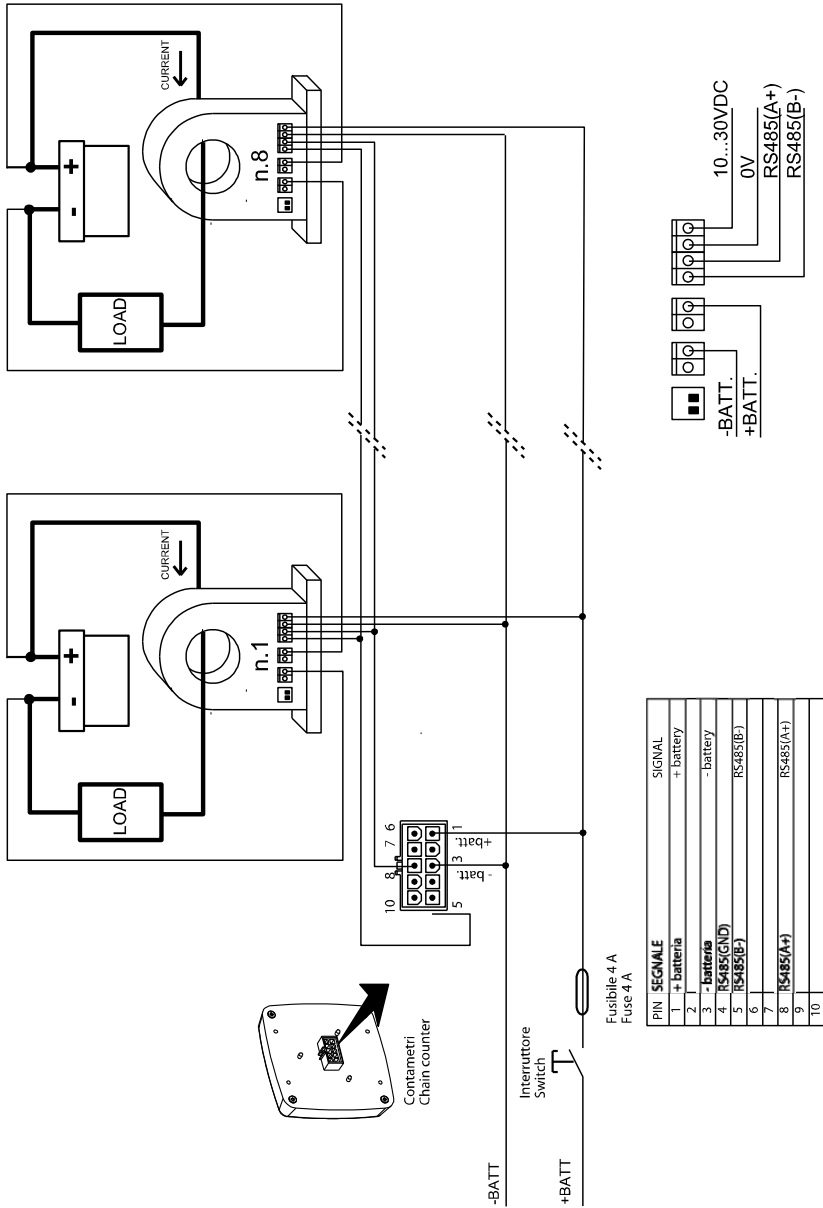 CURRENT
+
-
LOAD
n.8
CURRENT
+
-
LOAD
n.1
10...30VDC
0V
RS485(A+)
RS485(B-)
-BATT.
+BATT.
10 8 7 6
5 3 1
- batt. +batt.
Contametri
Chain counter
Interruttore
Switch
Fusibile 4 A
Fuse 4 A
-BATT
+BATT
PIN SEGNALE SIGNAL
1 + batteria + battery
2
3 - batteria - battery
4 RS485(GND)
5 RS485(B-) RS485(B-)
6
7
8 RS485(A+) RS485(A+)
9
10